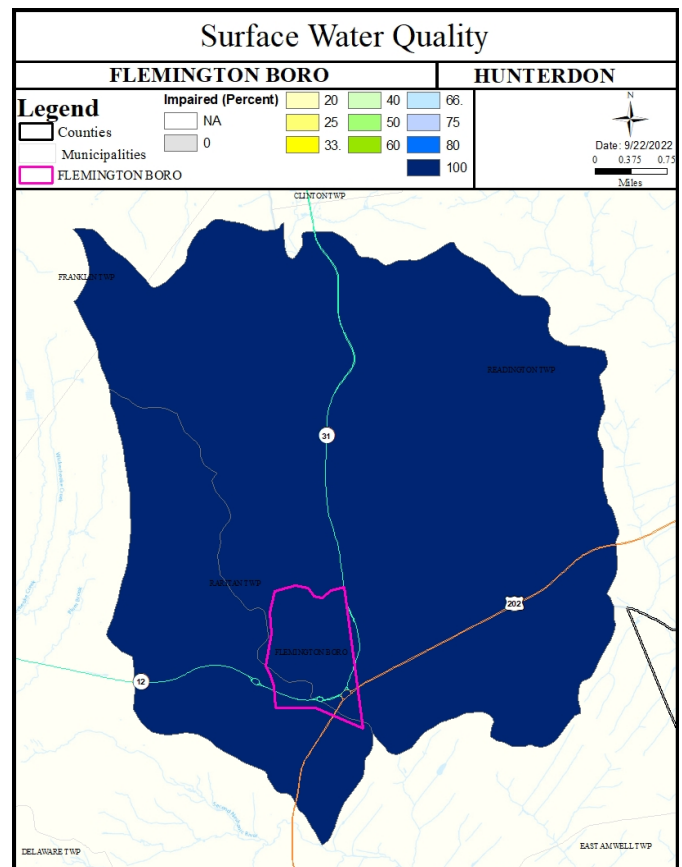 Surface Water Quality
FLEMINGTON BORO
HUNTERDON
Legend
Counties
Municipalities
FLEMINGTON BORO
Impaired (Percent)
NA
0
20
25
33.
40
50
60
66.
75
80
100
N
Date: 9/22/2022
0 0.375 0.75
Miles
CLINTON TWP
FRANKLIN TWP
READINGTON TWP
31
RARITAN TWP
202
FLEMINGTON BORO
12
DELAWARE TWP
EAST AMWELL TWP